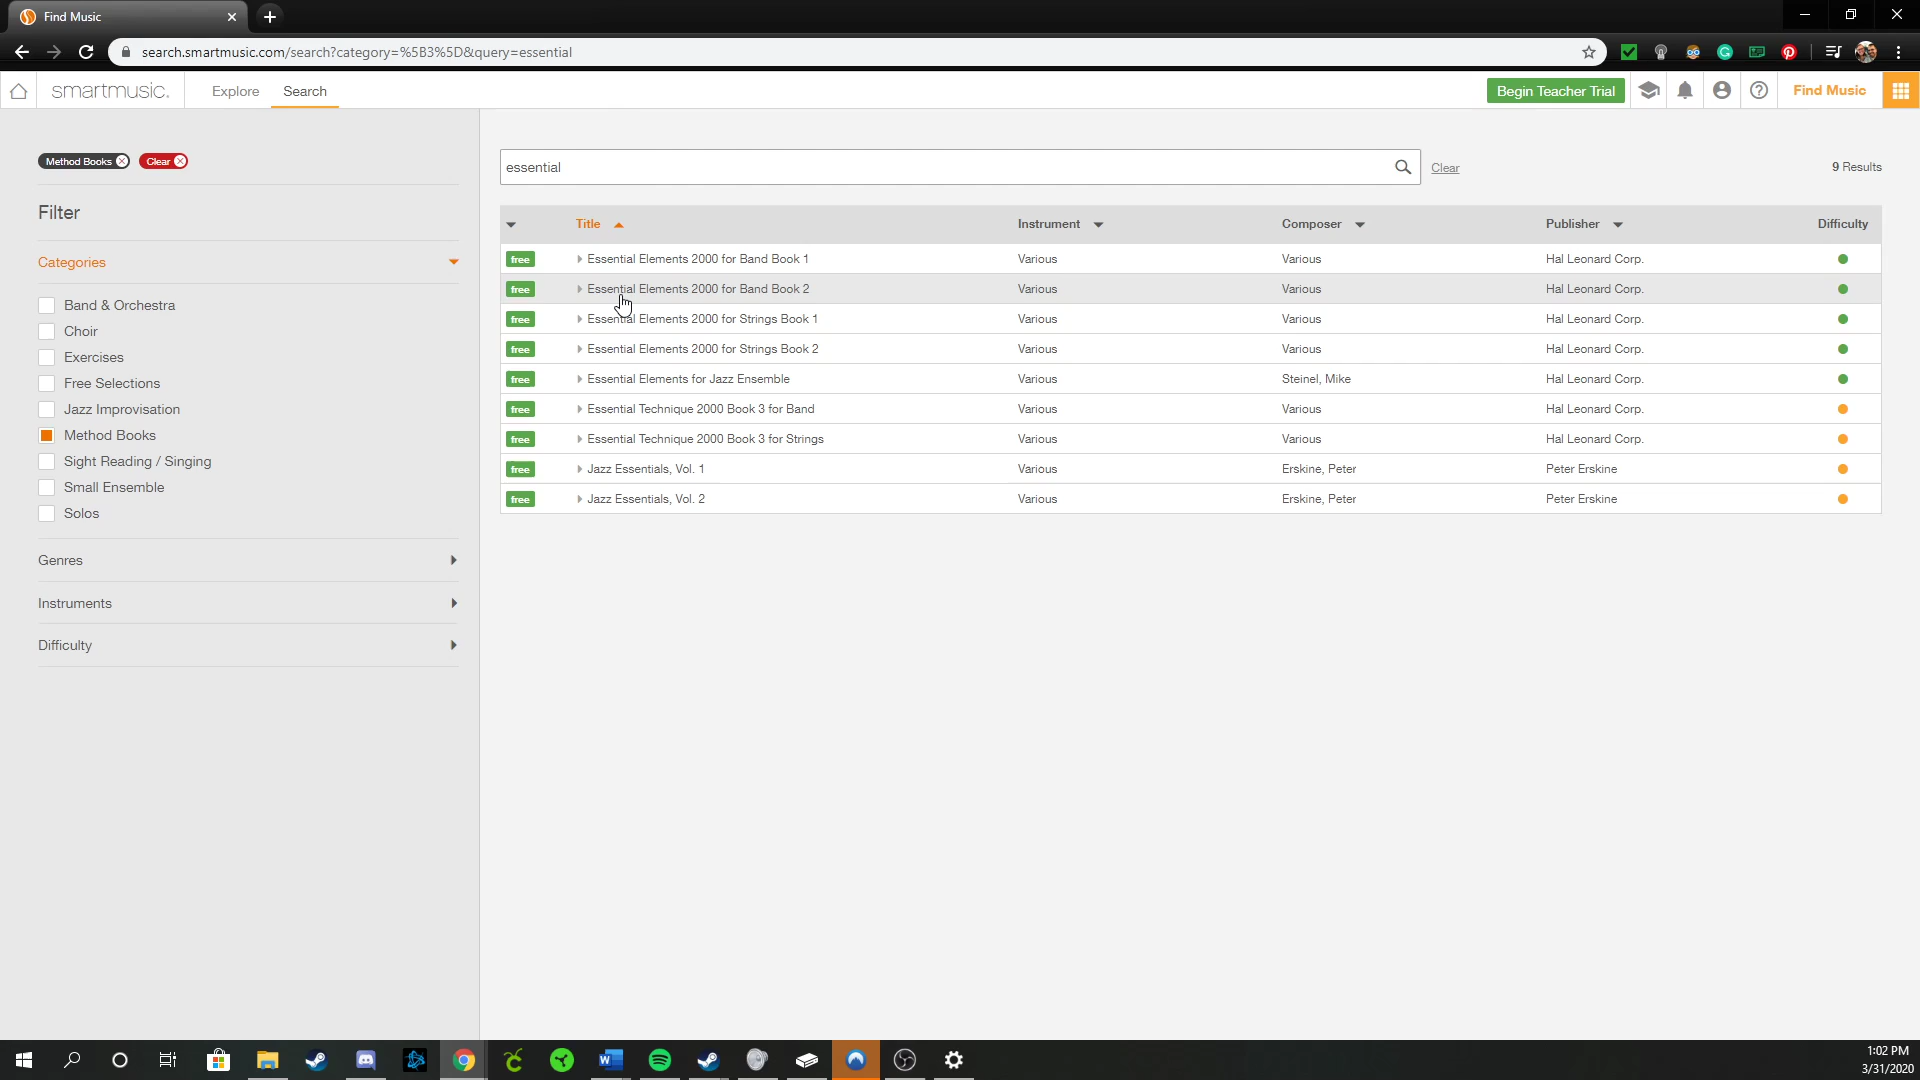 Find Music
search.smartmusic.com/search?category=%5B3%5D&query=essential
smartmusic. Explore Search Begin Teacher Trial Find Music
Method Books Clear
essential Clear 9 Results
Filter
Title Instrument Composer Publisher Difficulty
Categories
free Essential Elements 2000 for Band Book 1 Various Various Hal Leonard Corp.
free Essential Elements 2000 for Band Book 2 Various Various Hal Leonard Corp.
free Essential Elements 2000 for Strings Book 1 Various Various Hal Leonard Corp.
free Essential Elements 2000 for Strings Book 2 Various Various Hal Leonard Corp.
free Essential Elements for Jazz Ensemble Various Steinel, Mike Hal Leonard Corp.
free Essential Technique 2000 Book 3 for Band Various Various Hal Leonard Corp.
free Essential Technique 2000 Book 3 for Strings Various Various Hal Leonard Corp.
free Jazz Essentials, Vol. 1 Various Erskine, Peter Peter Erskine
free Jazz Essentials, Vol. 2 Various Erskine, Peter Peter Erskine
Band & Orchestra
Choir
Exercises
Free Selections
Jazz Improvisation
Method Books
Sight Reading / Singing
Small Ensemble
Solos
Genres
Instruments
Difficulty
1:02 PM
3/31/2020